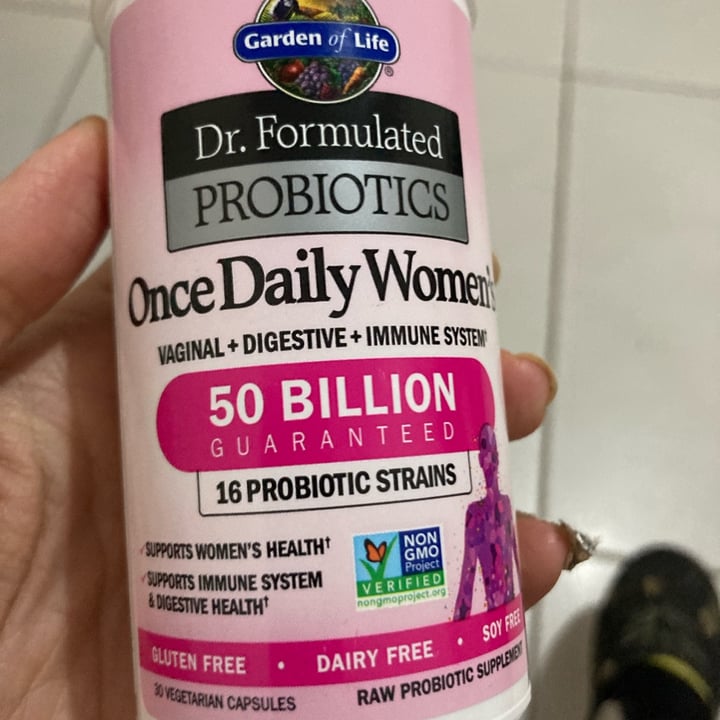 Garden of Life
®
Dr. Formulated
PROBIOTICS
Once Daily Women's
VAGINAL + DIGESTIVE + IMMUNE SYSTEM†
50 BILLION
GUARANTEED
16 PROBIOTIC STRAINS
SUPPORTS WOMEN'S HEALTH†
SUPPORTS IMMUNE SYSTEM
& DIGESTIVE HEALTH†
NON
GMO
Project
VERIFIED
nongmoproject.org
GLUTEN FREE • DAIRY FREE • SOY FREE
30 VEGETARIAN CAPSULES
RAW PROBIOTIC SUPPLEMENT